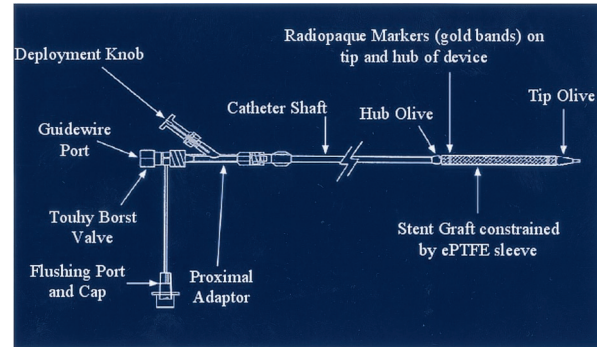 Radiopaque Markers (gold bands) on
tip and hub of device
Deployment Knob
Tip Olive
Catheter Shaft
Hub Olive
Guidewire
Port
Touhy Borst
Valve
Stent Graft constrained
by ePTFE sleeve
Flushing Port
and Cap
Proximal
Adaptor